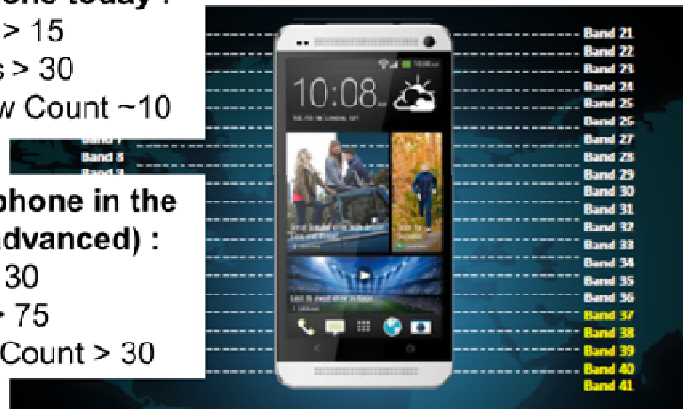 > 15
> 30
w Count ~10
Band 8
phone in the
advanced) :
30
> 75
Count > 30
10:08
Band 21
Band 22
Band 23
Band 24
Band 25
Band 26
Band 27
Band 28
Band 29
Band 30
Band 31
Band 32
Band 33
Band 34
Band 35
Band 36
Band 37
Band 38
Band 39
Band 40
Band 41